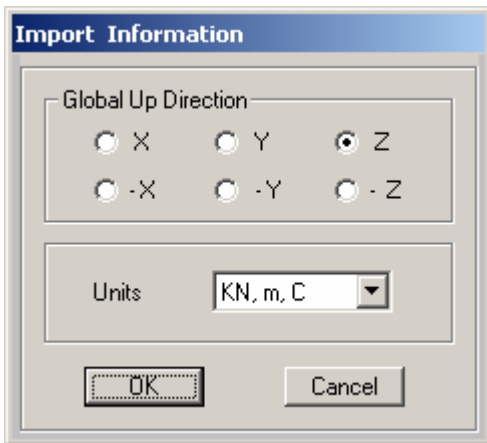 Import Information
Global Up Direction
X Y Z
-X -Y - Z
Units KN, m, C
OK Cancel